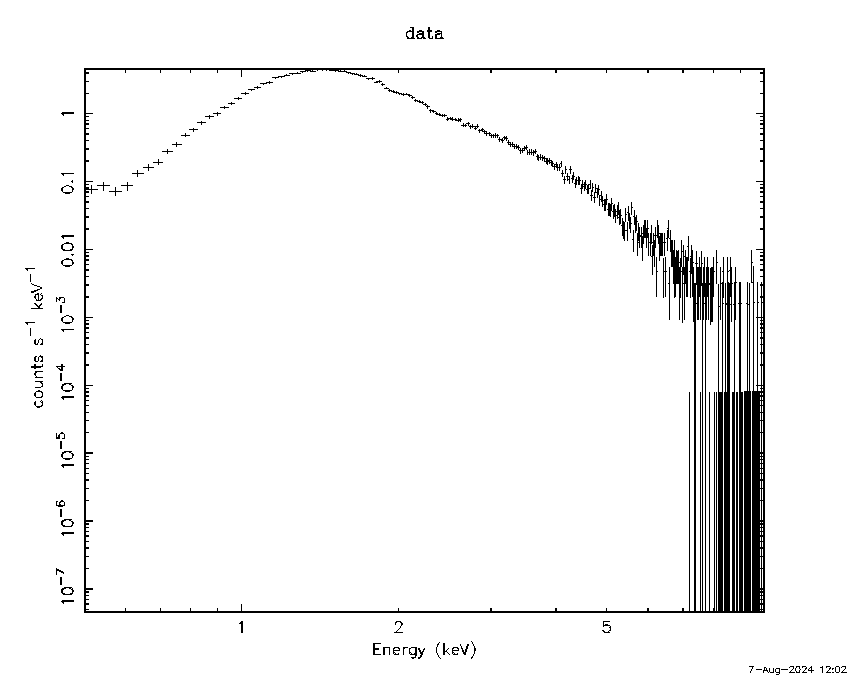 data
1
0.1
0.01
10⁻³
10⁻⁴
10⁻⁵
10⁻⁶
10⁻⁷
counts s⁻¹ keV⁻¹
1 2 5
Energy (keV)
7-Aug-2024 12:02